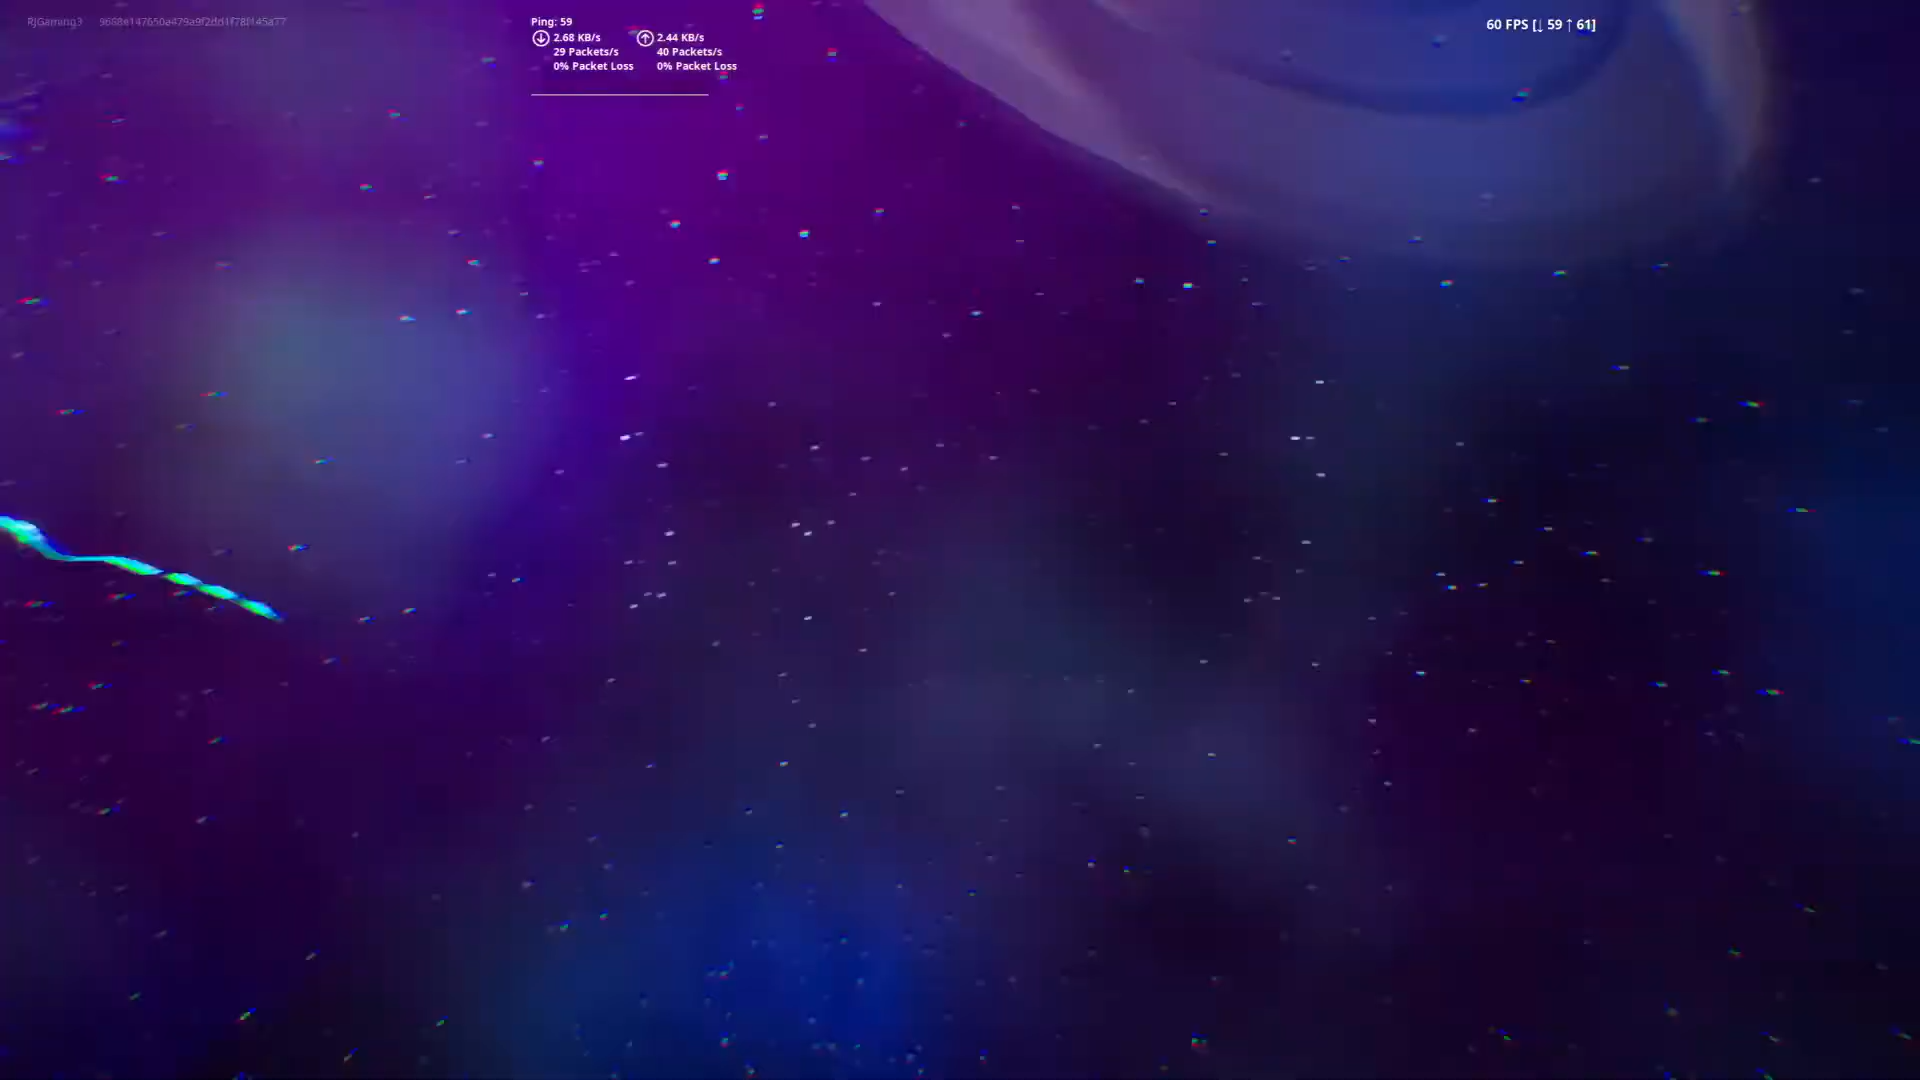 RJGaming3
Ping: 59
2.68 KB/s 2.44 KB/s
29 Packets/s 40 Packets/s
0% Packet Loss 0% Packet Loss
60 FPS [↓ 59 ↑ 61]